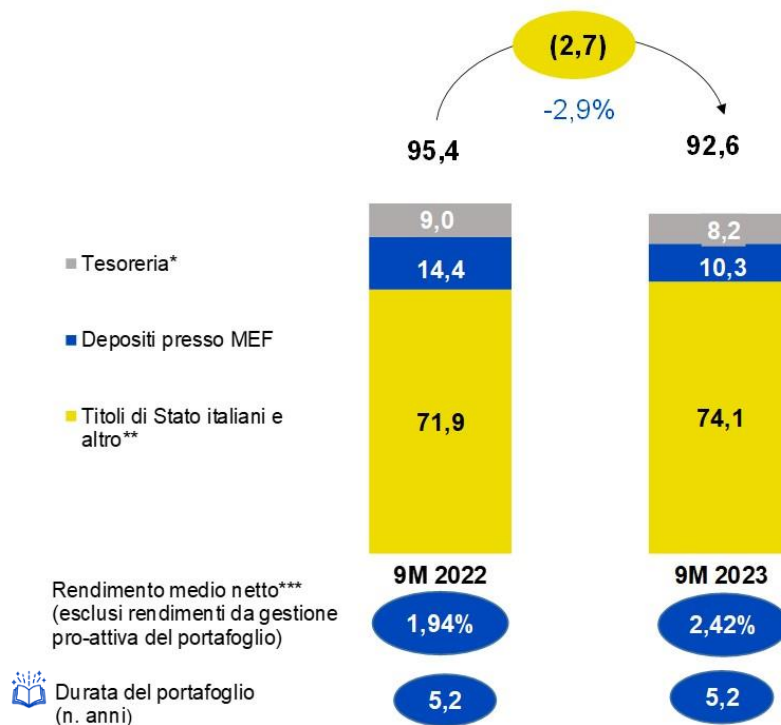 (2,7)
-2,9%
95,4
92,6
9,0
8,2
Tesoreria*
14,4
10,3
Depositi presso MEF
Titoli di Stato italiani e
altro**
71,9
74,1
9M 2022
9M 2023
Rendimento medio netto***
(esclusi rendimenti da gestione
pro-attiva del portafoglio)
1,94%
2,42%
Durata del portafoglio
(n. anni)
5,2
5,2